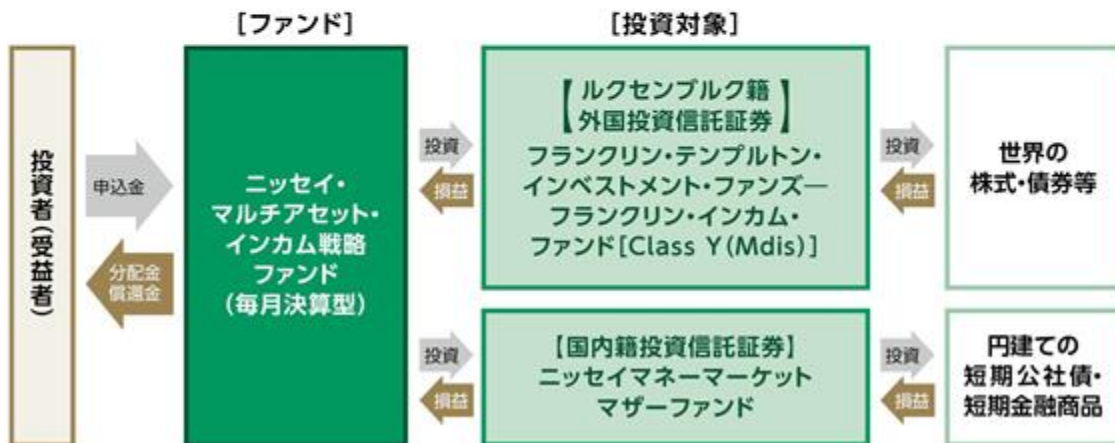 [ファンド]
[投資対象]
投資者(受益者)
申込金
分配金
償還金
ニッセイ・
マルチアセット・
インカム戦略
ファンド
(毎月決算型)
投資
損益
【ルクセンブルク籍
外国投資信託証券】
フランクリン・テンプルトン・
インベストメント・ファンズ―
フランクリン・インカム・
ファンド[Class Y(Mdis)]
投資
損益
世界の
株式・債券等
投資
損益
【国内籍投資信託証券】
ニッセイマネーマーケット
マザーファンド
投資
損益
円建ての
短期公社債・
短期金融商品